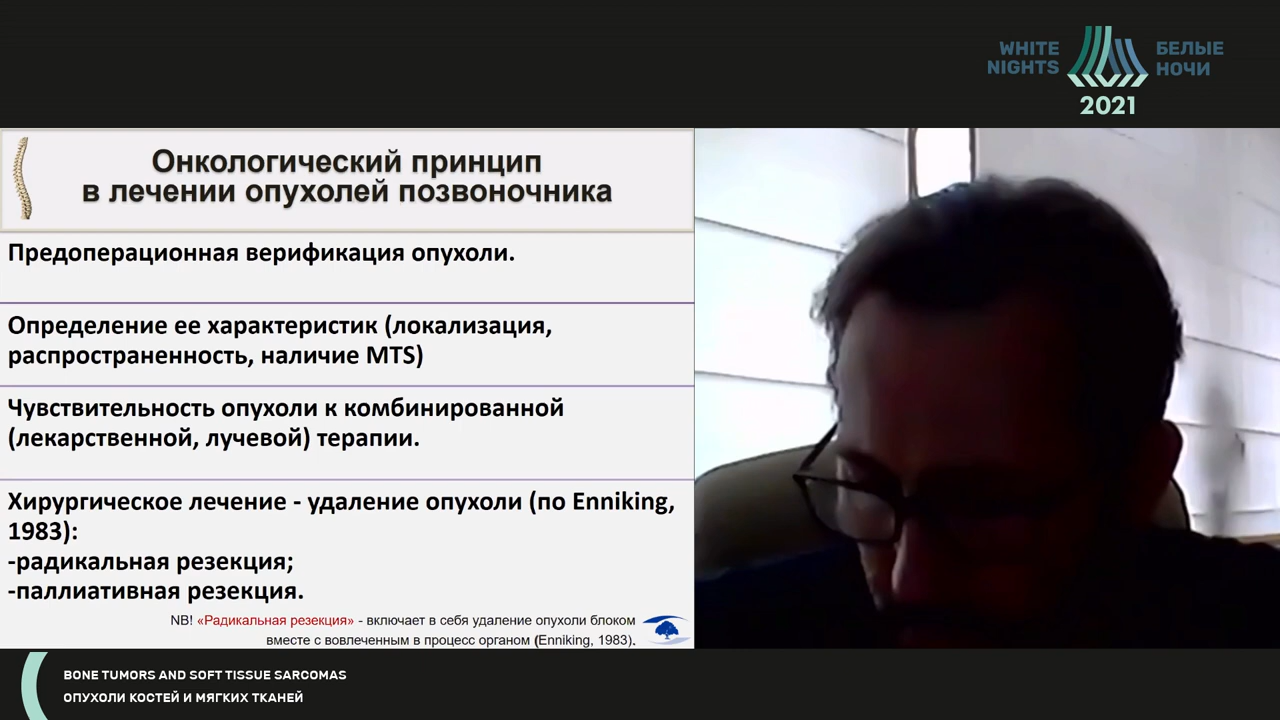 WHITE
NIGHTS
БЕЛЫЕ
НОЧИ
2021
Онкологический принцип
в лечении опухолей позвоночника
Предоперационная верификация опухоли.
Определение ее характеристик (локализация,
распространенность, наличие MTS)
Чувствительность опухоли к комбинированной
(лекарственной, лучевой) терапии.
Хирургическое лечение - удаление опухоли (по Enniking,
1983):
-радикальная резекция;
-паллиативная резекция.
NB! «Радикальная резекция» - включает в себя удаление опухоли блоком
вместе с вовлеченным в процесс органом (Enniking, 1983).
BONE TUMORS AND SOFT TISSUE SARCOMAS
ОПУХОЛИ КОСТЕЙ И МЯГКИХ ТКАНЕЙ